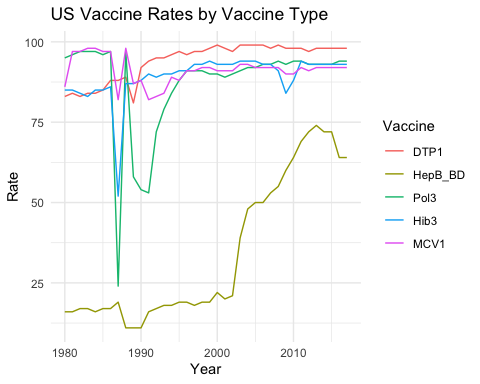 US Vaccine Rates by Vaccine Type
100
75
50
25
Rate
1980
1990
2000
2010
Year
Vaccine
DTP1
HepB_BD
Pol3
Hib3
MCV1